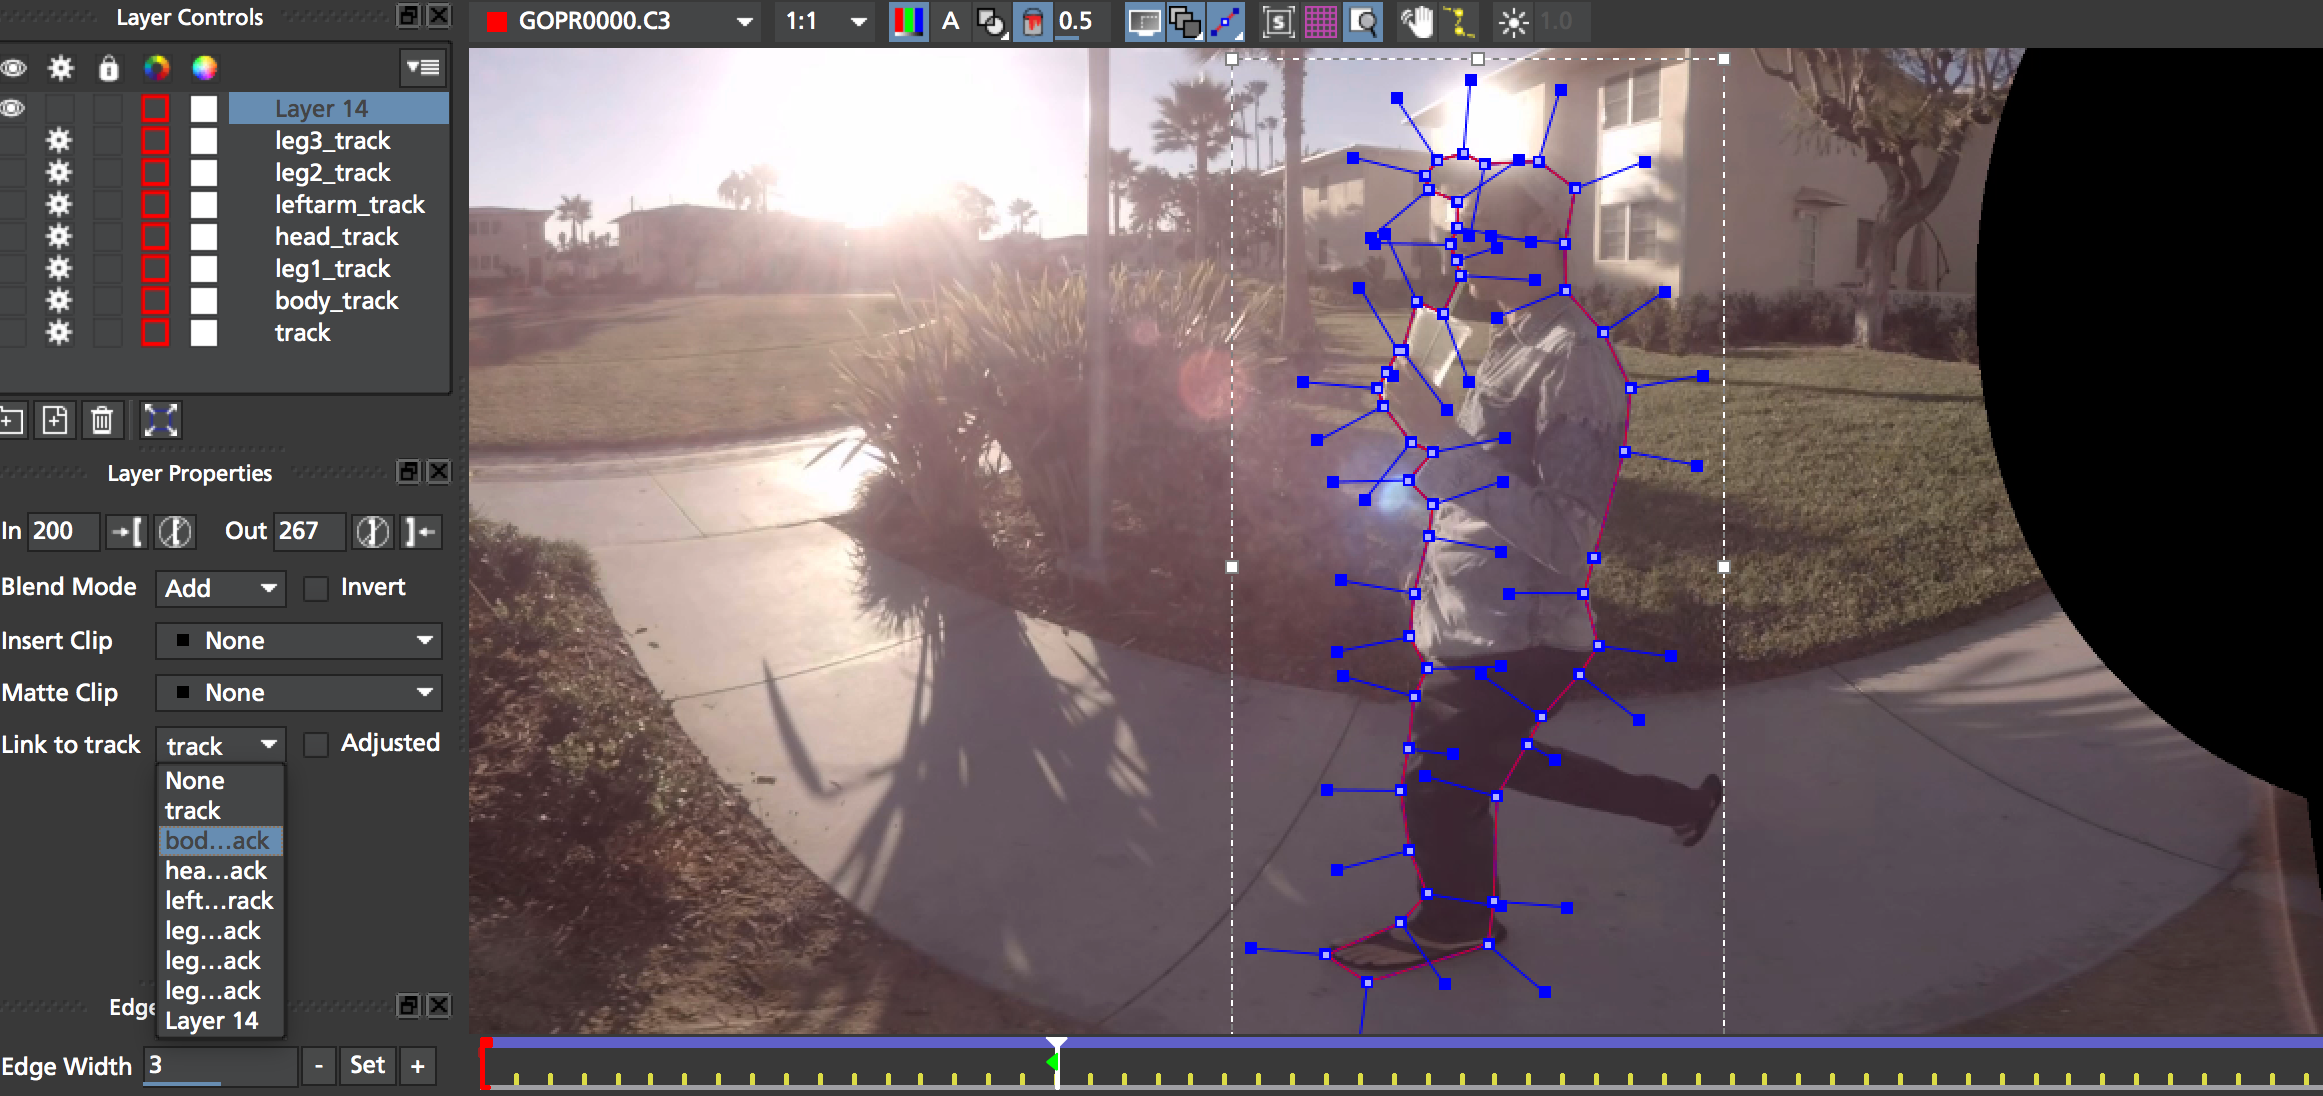 Layer Controls
GOPR0000.C3
1:1
A
0.5
S
1.0
Layer 14
leg3_track
leg2_track
leftarm_track
head_track
leg1_track
body_track
track
Layer Properties
In 200
Out 267
Blend Mode Add
Invert
Insert Clip None
Matte Clip None
Link to track track
Adjusted
None
track
bod...ack
hea...ack
left...rack
leg...ack
leg...ack
leg...ack
Layer 14
Edge
Edge Width 3 - Set +